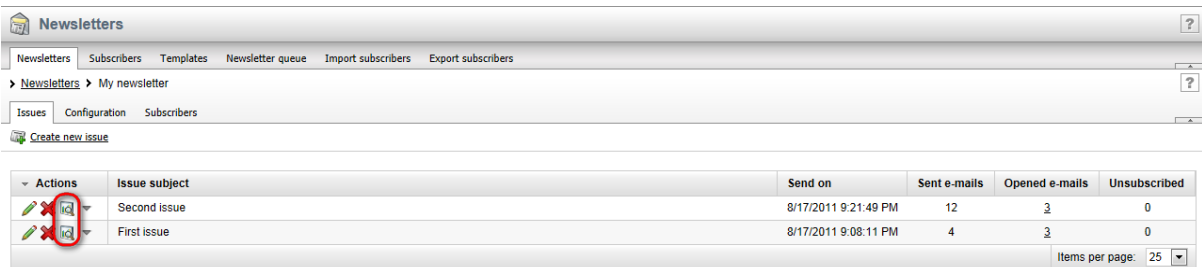 Newsletters ?
Newsletters Subscribers Templates Newsletter queue Import subscribers Export subscribers
Newsletters My newsletter ?
Issues Configuration Subscribers
Create new issue
Actions Issue subject Send on Sent e-mails Opened e-mails Unsubscribed
Second issue 8/17/2011 9:21:49 PM 12 3 0
First issue 8/17/2011 9:08:11 PM 4 3 0
Items per page: 25